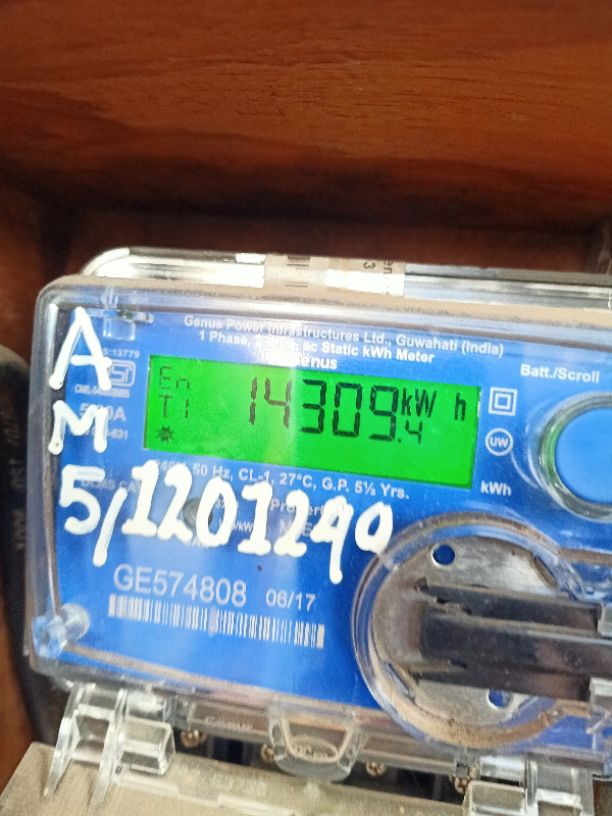 Genus Power Infrastructures Ltd., Guwahati (India)
1 Phase, ac Static kWh Meter
Batt./Scroll
A
M
5/1201290
En
T1
14309.4 kW h
UW
kWh
50 Hz, CL-1, 27°C, G.P. 5½ Yrs.
GE574808 06/17